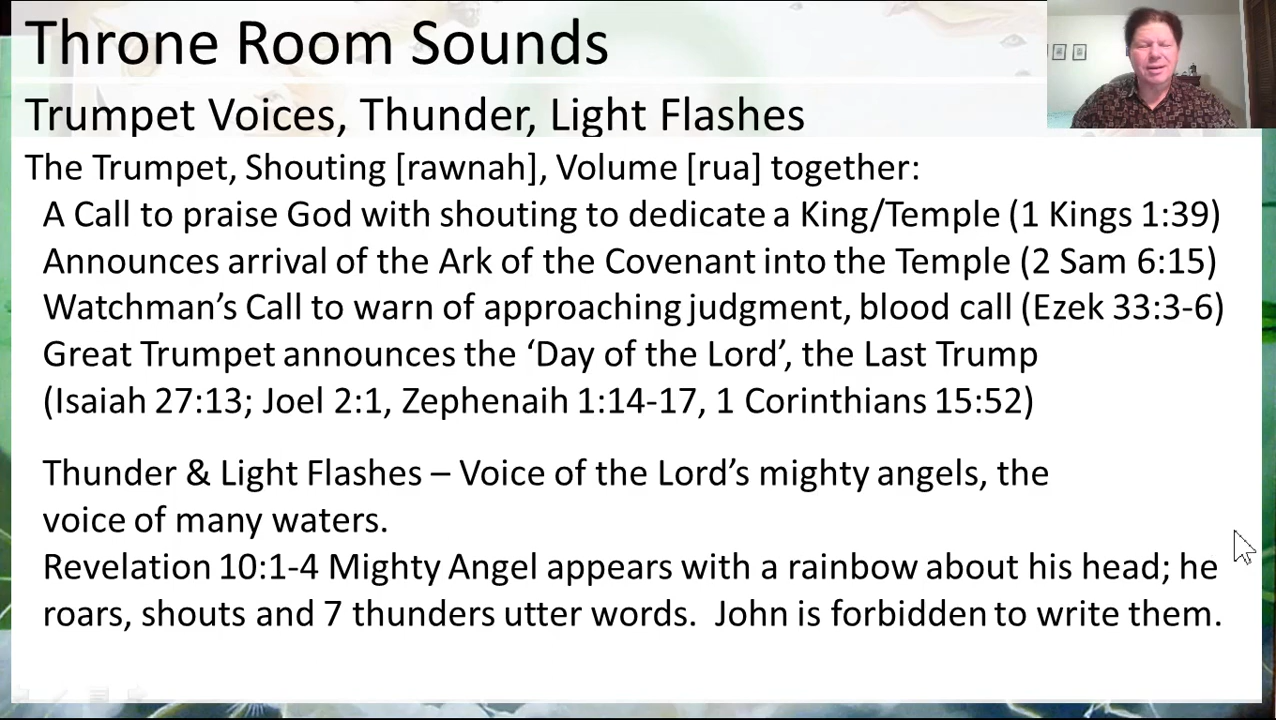 Throne Room Sounds
Trumpet Voices, Thunder, Light Flashes
The Trumpet, Shouting [rawnah], Volume [rua] together:
A Call to praise God with shouting to dedicate a King/Temple (1 Kings 1:39)
Announces arrival of the Ark of the Covenant into the Temple (2 Sam 6:15)
Watchman's Call to warn of approaching judgment, blood call (Ezek 33:3-6)
Great Trumpet announces the 'Day of the Lord', the Last Trump
(Isaiah 27:13; Joel 2:1, Zephenaih 1:14-17, 1 Corinthians 15:52)
Thunder & Light Flashes – Voice of the Lord's mighty angels, the
voice of many waters.
Revelation 10:1-4 Mighty Angel appears with a rainbow about his head; he
roars, shouts and 7 thunders utter words.  John is forbidden to write them.